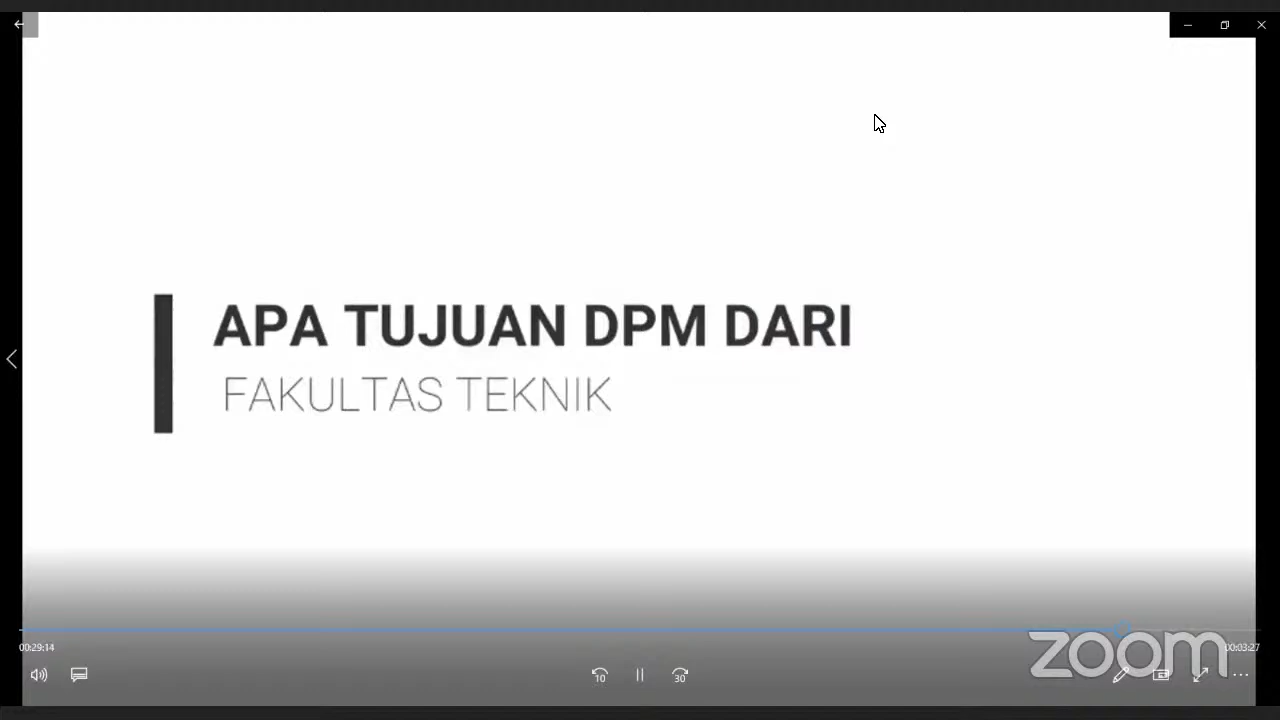 APA TUJUAN DPM DARI
FAKULTAS TEKNIK
00:29:14
00:03:27
10
30
zoom